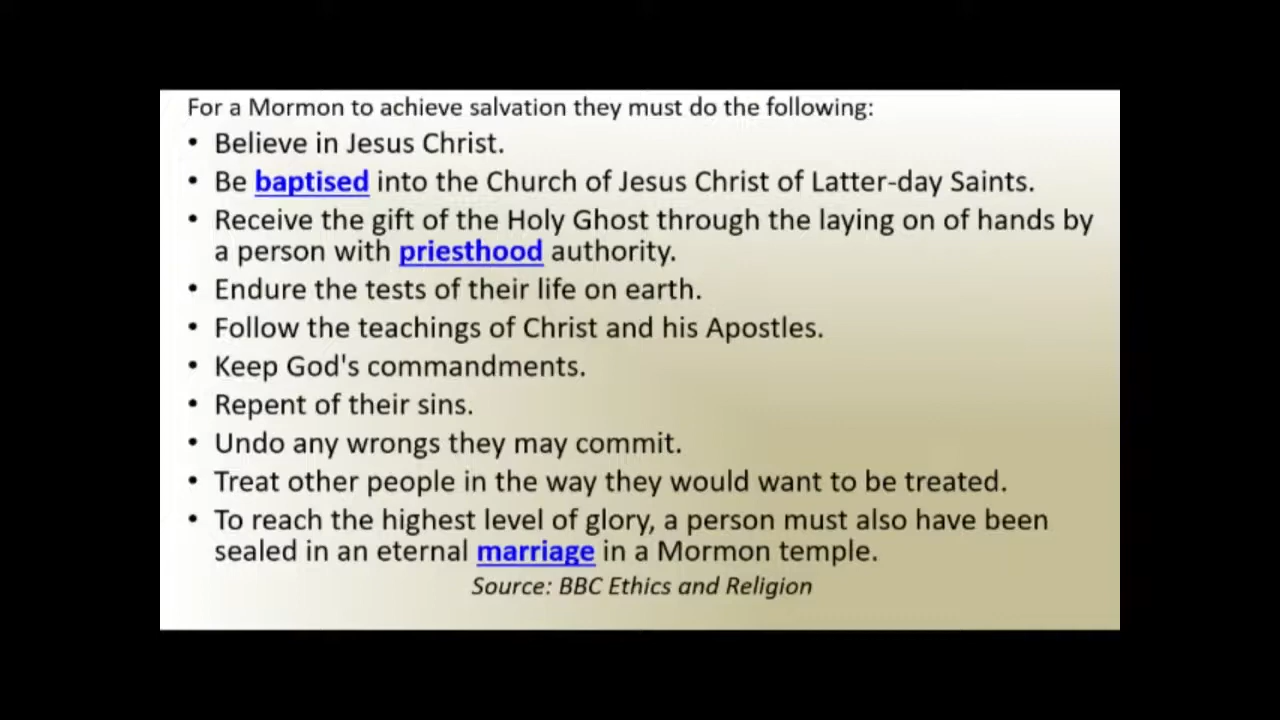 For a Mormon to achieve salvation they must do the following:
• Believe in Jesus Christ.
• Be baptised into the Church of Jesus Christ of Latter-day Saints.
• Receive the gift of the Holy Ghost through the laying on of hands by
a person with priesthood authority.
• Endure the tests of their life on earth.
• Follow the teachings of Christ and his Apostles.
• Keep God's commandments.
• Repent of their sins.
• Undo any wrongs they may commit.
• Treat other people in the way they would want to be treated.
• To reach the highest level of glory, a person must also have been
sealed in an eternal marriage in a Mormon temple.
Source: BBC Ethics and Religion